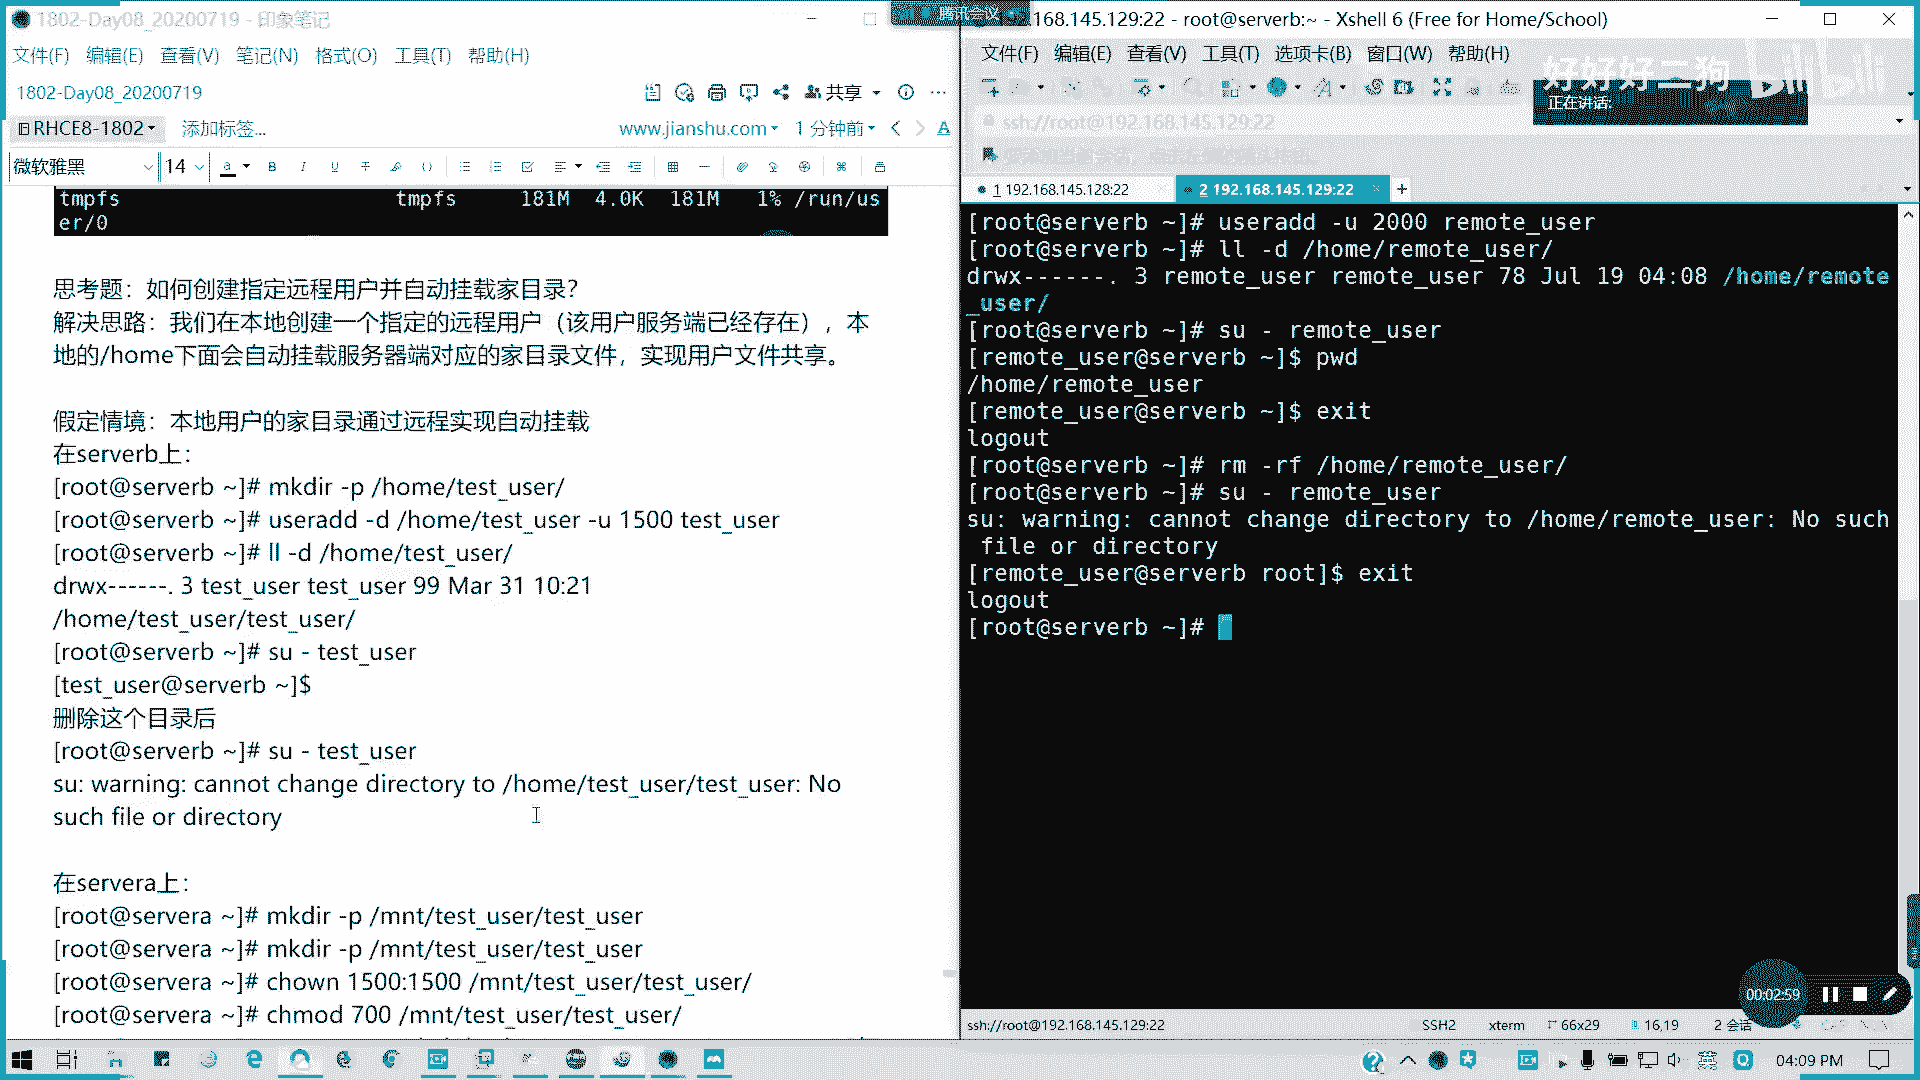 1802-Day08_20200719 - 印象笔记
文件(F) 编辑(E) 查看(V) 笔记(N) 格式(O) 工具(T) 帮助(H)
1802-Day08_20200719
共享
RHCE8-1802
添加标签...
www.jianshu.com
1 分钟前
微软雅黑
14
tmpfs tmpfs 181M 4.0K 181M 1% /run/us
er/0
思考题：如何创建指定远程用户并自动挂载家目录？
解决思路：我们在本地创建一个指定的远程用户（该用户服务端已经存在），本
地的/home下面会自动挂载服务器端对应的家目录文件，实现用户文件共享。
假定情境：本地用户的家目录通过远程实现自动挂载
在serverb上：
[root@serverb ~]# mkdir -p /home/test_user/
[root@serverb ~]# useradd -d /home/test_user -u 1500 test_user
[root@serverb ~]# ll -d /home/test_user/
drwx------. 3 test_user test_user 99 Mar 31 10:21
/home/test_user/test_user/
[root@serverb ~]# su - test_user
[test_user@serverb ~]$
删除这个目录后
[root@serverb ~]# su - test_user
su: warning: cannot change directory to /home/test_user/test_user: No
such file or directory
在servera上：
[root@servera ~]# mkdir -p /mnt/test_user/test_user
[root@servera ~]# mkdir -p /mnt/test_user/test_user
[root@servera ~]# chown 1500:1500 /mnt/test_user/test_user/
[root@servera ~]# chmod 700 /mnt/test_user/test_user/
腾讯会议
168.145.129:22 - root@serverb:~ - Xshell 6 (Free for Home/School)
文件(F) 编辑(E) 查看(V) 工具(T) 选项卡(B) 窗口(W) 帮助(H)
好好好二狗
bilibili
正在讲话:
ssh://root@192.168.145.129:22
1 192.168.145.128:22
2 192.168.145.129:22
[root@serverb ~]# useradd -u 2000 remote_user
[root@serverb ~]# ll -d /home/remote_user/
drwx------. 3 remote_user remote_user 78 Jul 19 04:08 /home/remote
_user/
[root@serverb ~]# su - remote_user
[remote_user@serverb ~]$ pwd
/home/remote_user
[remote_user@serverb ~]$ exit
logout
[root@serverb ~]# rm -rf /home/remote_user/
[root@serverb ~]# su - remote_user
su: warning: cannot change directory to /home/remote_user: No such
file or directory
[remote_user@serverb root]$ exit
logout
[root@serverb ~]#
00:02:59
ssh://root@192.168.145.129:22
SSH2
xterm
66x29
16,19
2 会话
英
04:09 PM